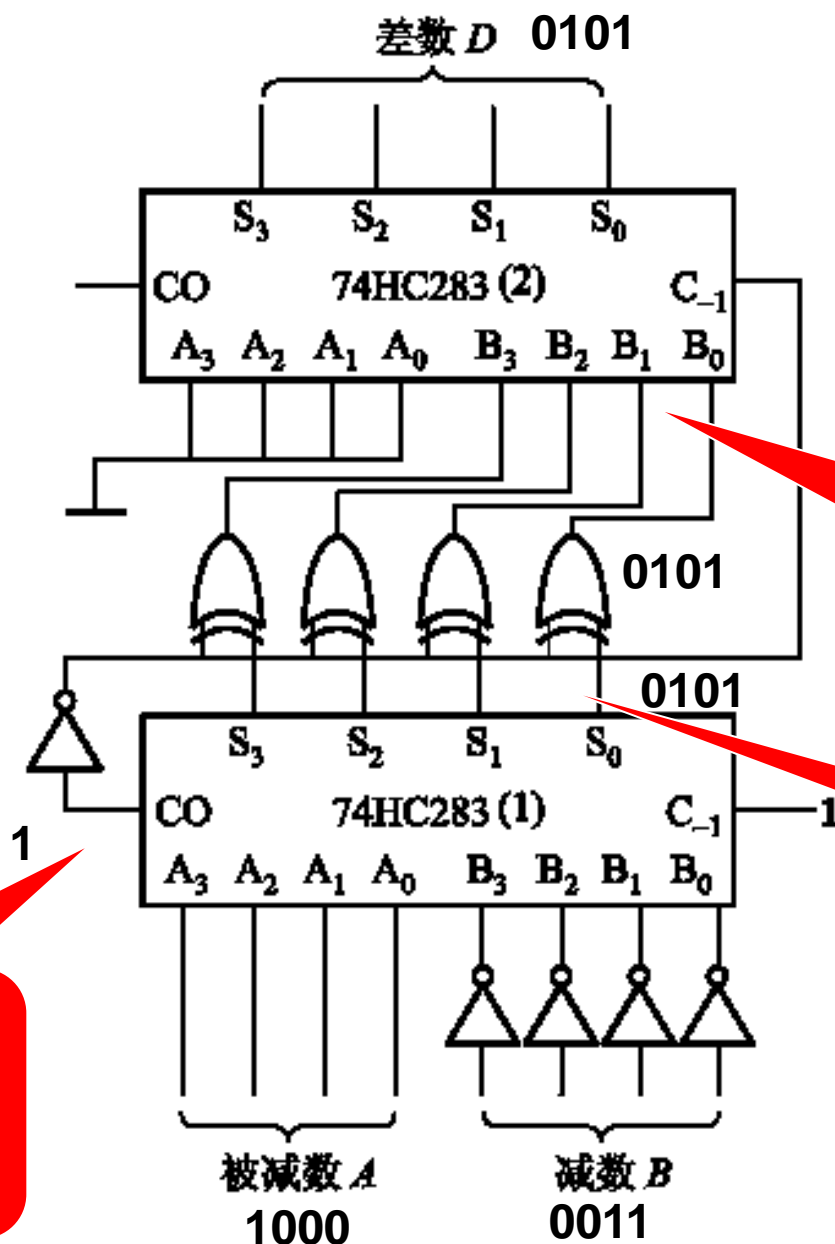 差数 D 0101
S₃ S₂ S₁ S₀
CO 74HC283 (2) C₋₁
A₃ A₂ A₁ A₀ B₃ B₂ B₁ B₀
0101
0101
S₃ S₂ S₁ S₀
CO 74HC283 (1) C₋₁ 1
1
A₃ A₂ A₁ A₀ B₃ B₂ B₁ B₀
被减数 A 减数 B
1000 0011